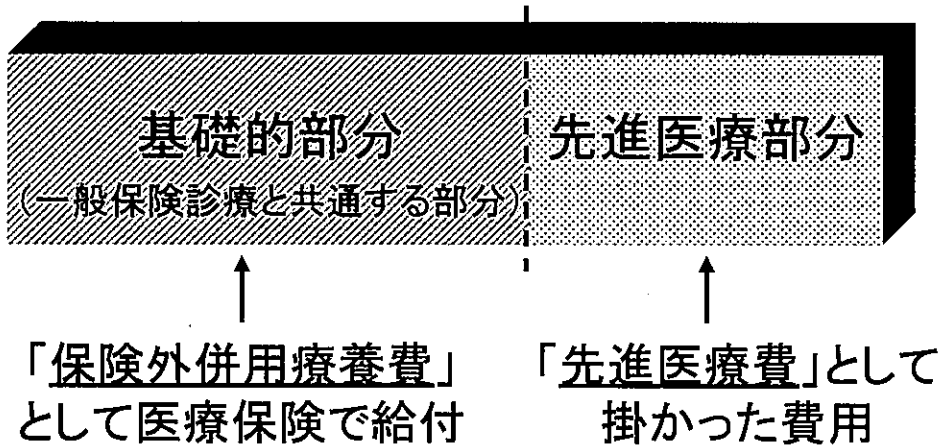 基礎的部分
(一般保険診療と共通する部分)
先進医療部分
「保険外併用療養費」
として医療保険で給付
「先進医療費」として
掛かった費用